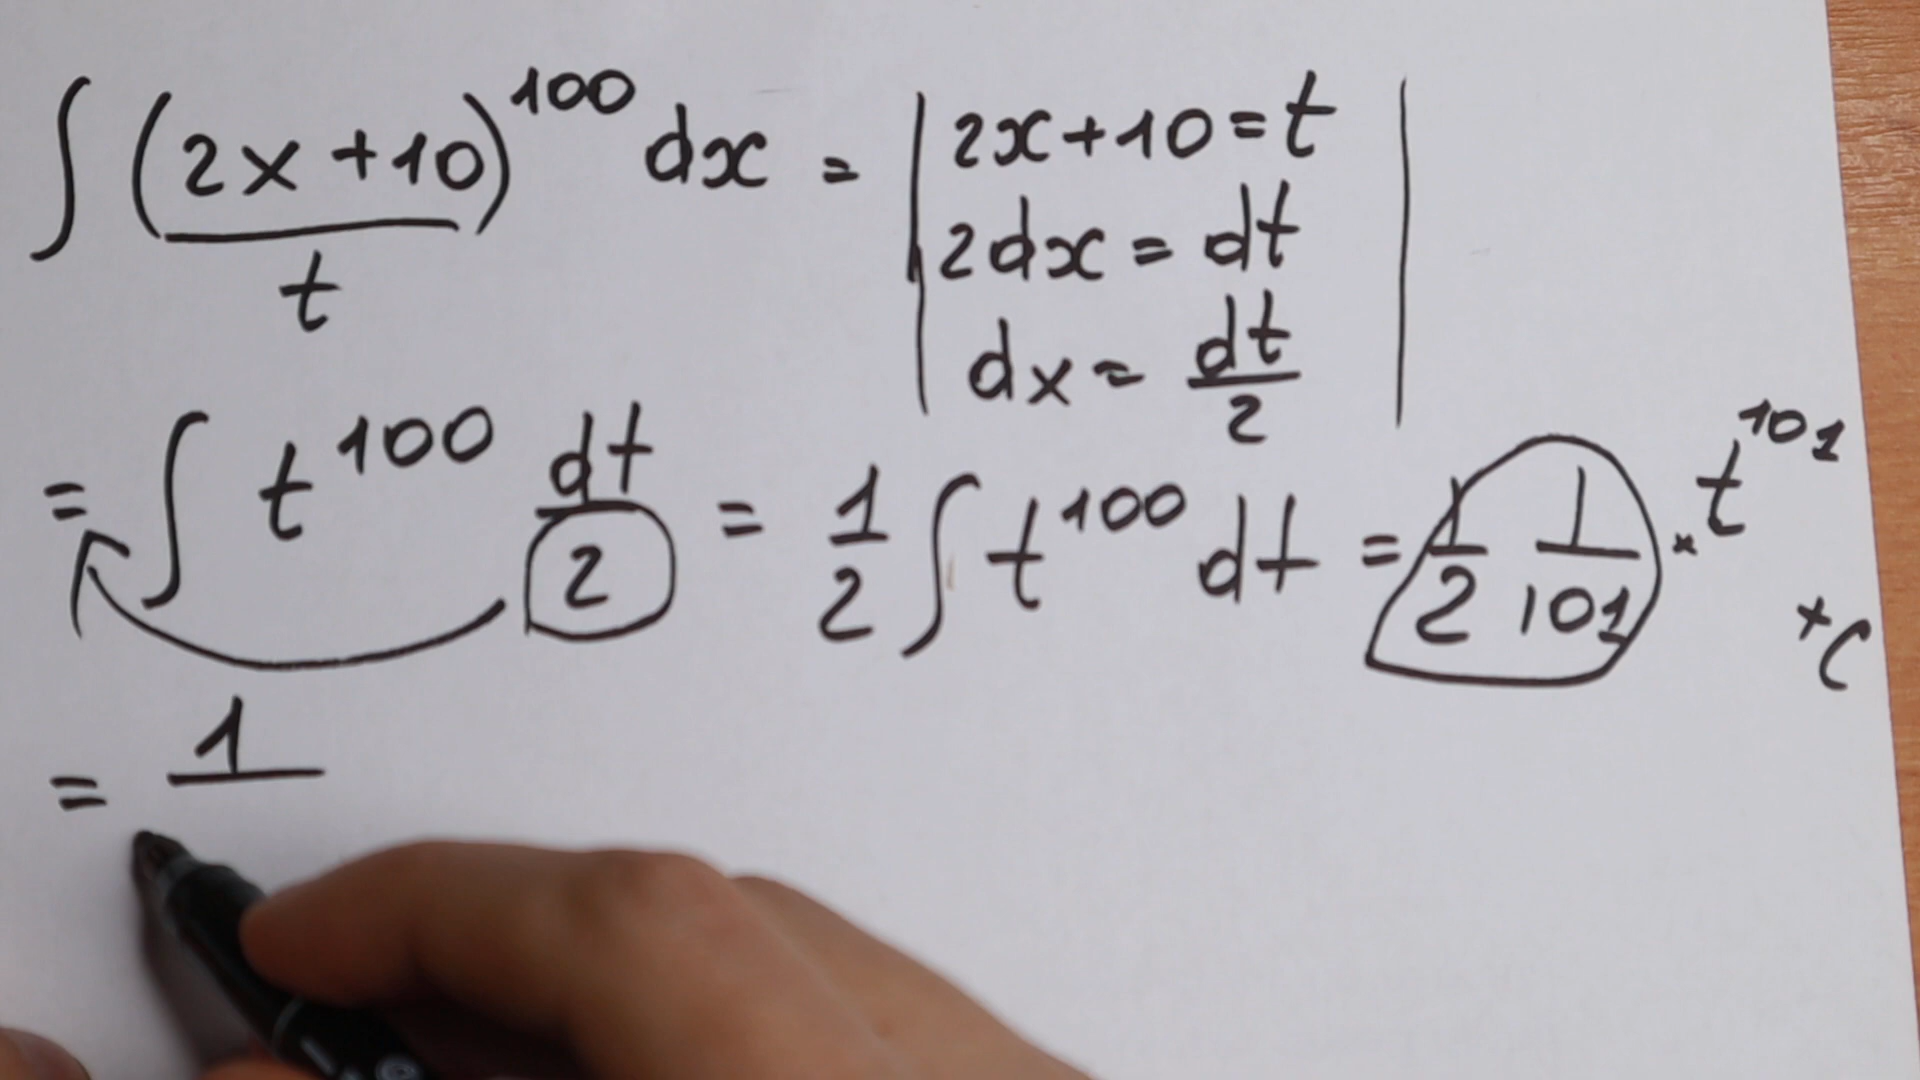 ∫ (2x+10)^100 dx = | 2x+10=t |
t
2dx = dt
dx = dt/2
= ∫ t^100 dt/2 = 1/2 ∫ t^100 dt = 1/2 1/101 · t^101 + C
= 1